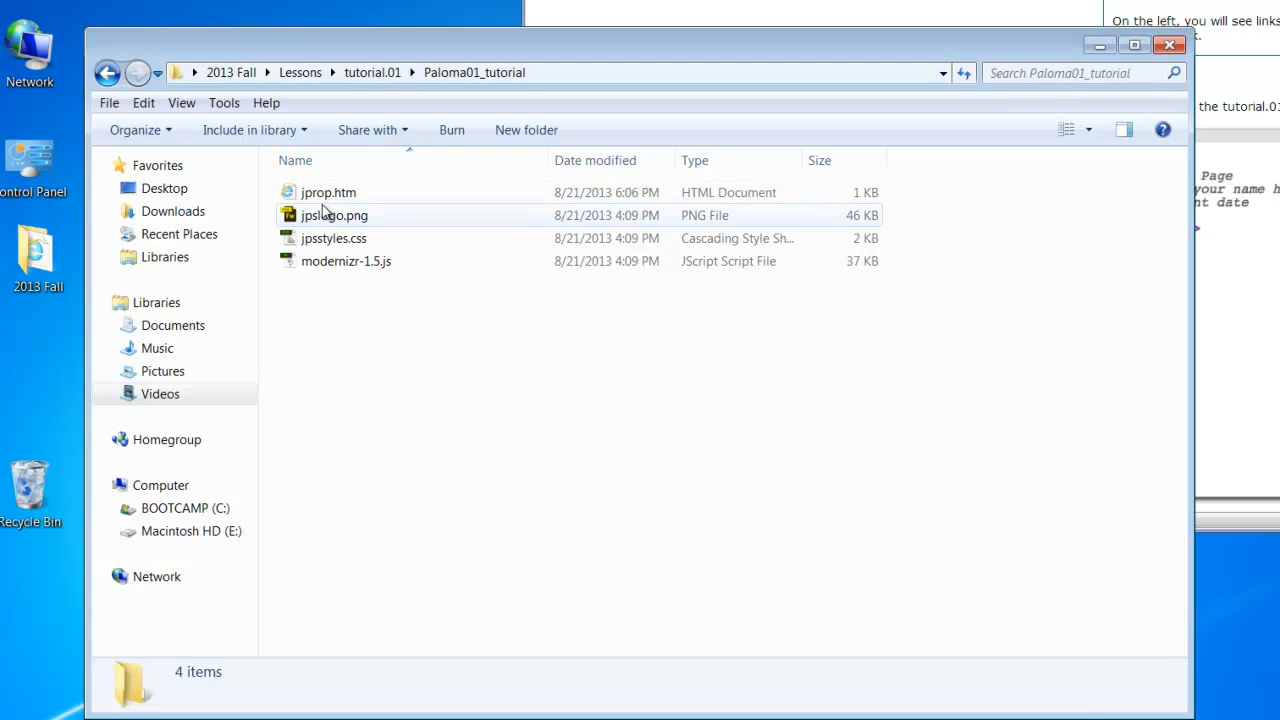 On the left, you will see links
k.
Network
2013 Fall Lessons tutorial.01 Paloma01_tutorial
Search Paloma01_tutorial
File Edit View Tools Help
the tutorial.01
Organize Include in library Share with Burn New folder
Name Date modified Type Size
Favorites
Page
your name h
nt date
ontrol Panel
Desktop
Downloads
Recent Places
Libraries
jprop.htm 8/21/2013 6:06 PM HTML Document 1 KB
jpslogo.png 8/21/2013 4:09 PM PNG File 46 KB
jpsstyles.css 8/21/2013 4:09 PM Cascading Style Sh... 2 KB
modernizr-1.5.js 8/21/2013 4:09 PM JScript Script File 37 KB
2013 Fall
Libraries
Documents
Music
Pictures
Videos
Homegroup
Computer
BOOTCAMP (C:)
Macintosh HD (E:)
Recycle Bin
Network
4 items